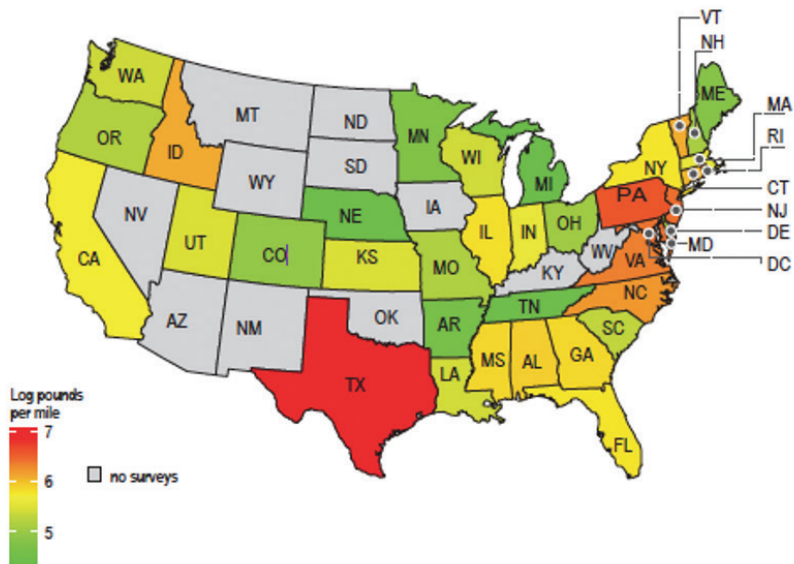 VT
NH
WA
ME
MT
ND
MN
MA
OR
ID
SD
WI
NY
RI
WY
MI
CT
NE
IA
PA
NJ
NV
UT
CO
KS
IL
IN
OH
WV
DE
MD
DC
CA
MO
KY
VA
AZ
NM
OK
AR
TN
NC
SC
TX
LA
MS
AL
GA
FL
Log pounds
per mile
7
6
5
no surveys